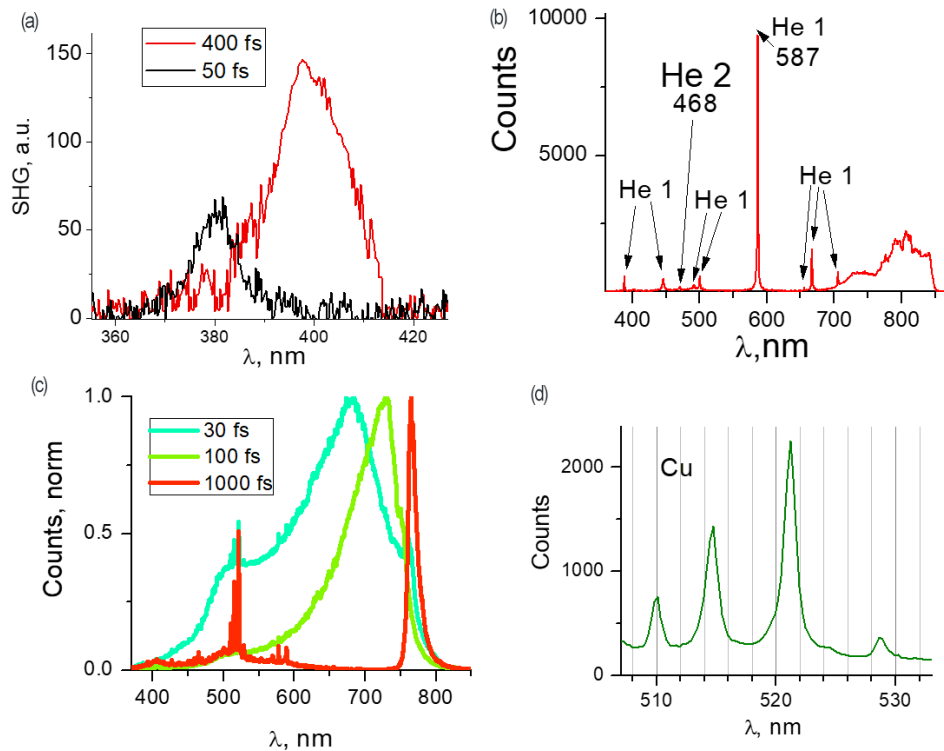 (a)
400 fs
50 fs
SHG, a.u.
150
100
50
0
360
380
400
420
λ, nm
(b)
10000
5000
Counts
He 1
587
He 2
468
He 1
He 1
He 1
400
500
600
700
800
λ,nm
(c)
30 fs
100 fs
1000 fs
Counts, norm
1.0
0.5
0.0
400
500
600
700
800
λ, nm
(d)
Cu
Counts
2000
1000
0
510
520
530
λ, nm